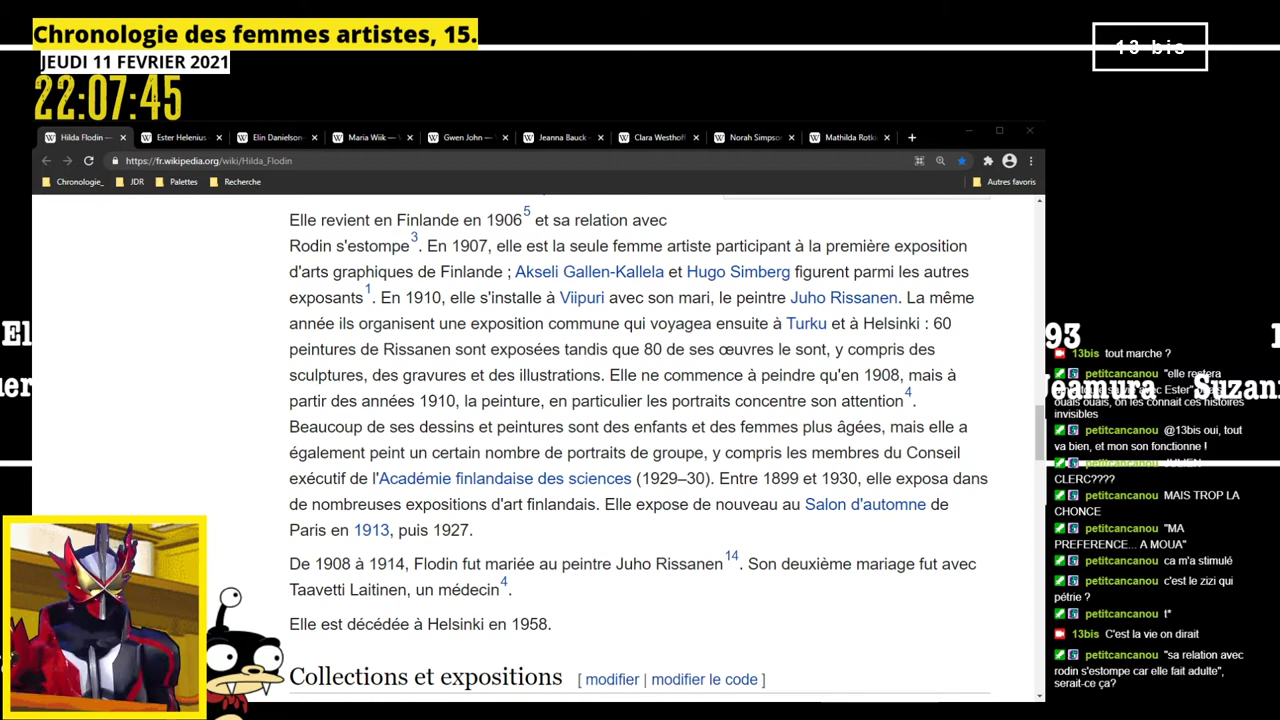 Chronologie des femmes artistes, 15.
JEUDI 11 FEVRIER 2021
22:07:45
13 bis
Hilda Flodin —
Ester Helenius
Elin Danielson-
Maria Wiik —
Gwen John —
Jeanna Bauck -
Clara Westhof
Norah Simpso
Mathilda Rotk
https://fr.wikipedia.org/wiki/Hilda_Flodin
Chronologie_
JDR
Palettes
Recherche
Autres favoris
Elle revient en Finlande en 1906⁵ et sa relation avec
Rodin s'estompe³. En 1907, elle est la seule femme artiste participant à la première exposition
d'arts graphiques de Finlande ; Akseli Gallen-Kallela et Hugo Simberg figurent parmi les autres
exposants¹. En 1910, elle s'installe à Viipuri avec son mari, le peintre Juho Rissanen. La même
année ils organisent une exposition commune qui voyagea ensuite à Turku et à Helsinki : 60
peintures de Rissanen sont exposées tandis que 80 de ses œuvres le sont, y compris des
sculptures, des gravures et des illustrations. Elle ne commence à peindre qu'en 1908, mais à
partir des années 1910, la peinture, en particulier les portraits concentre son attention⁴.
Beaucoup de ses dessins et peintures sont des enfants et des femmes plus âgées, mais elle a
également peint un certain nombre de portraits de groupe, y compris les membres du Conseil
exécutif de l'Académie finlandaise des sciences (1929–30). Entre 1899 et 1930, elle exposa dans
de nombreuses expositions d'art finlandais. Elle expose de nouveau au Salon d'automne de
Paris en 1913, puis 1927.
De 1908 à 1914, Flodin fut mariée au peintre Juho Rissanen¹⁴. Son deuxième mariage fut avec
Taavetti Laitinen, un médecin⁴.
Elle est décédée à Helsinki en 1958.
Collections et expositions [ modifier | modifier le code ]
El
uer
93
Ueamura Suzan
13bis tout marche ?
petitcancanou "elle restera
avec Ester"
ouais ouais, on les connait ces histoires
invisibles
petitcancanou @13bis oui, tout
va bien, et mon son fonctionne !
petitcancanou JULIEN
CLERC????
petitcancanou MAIS TROP LA
CHONCE
petitcancanou "MA
PREFERENCE... A MOUA"
petitcancanou ca m'a stimulé
petitcancanou c'est le zizi qui
pétrie ?
petitcancanou t*
13bis C'est la vie on dirait
petitcancanou "sa relation avec
rodin s'estompe car elle fait adulte",
serait-ce ça?